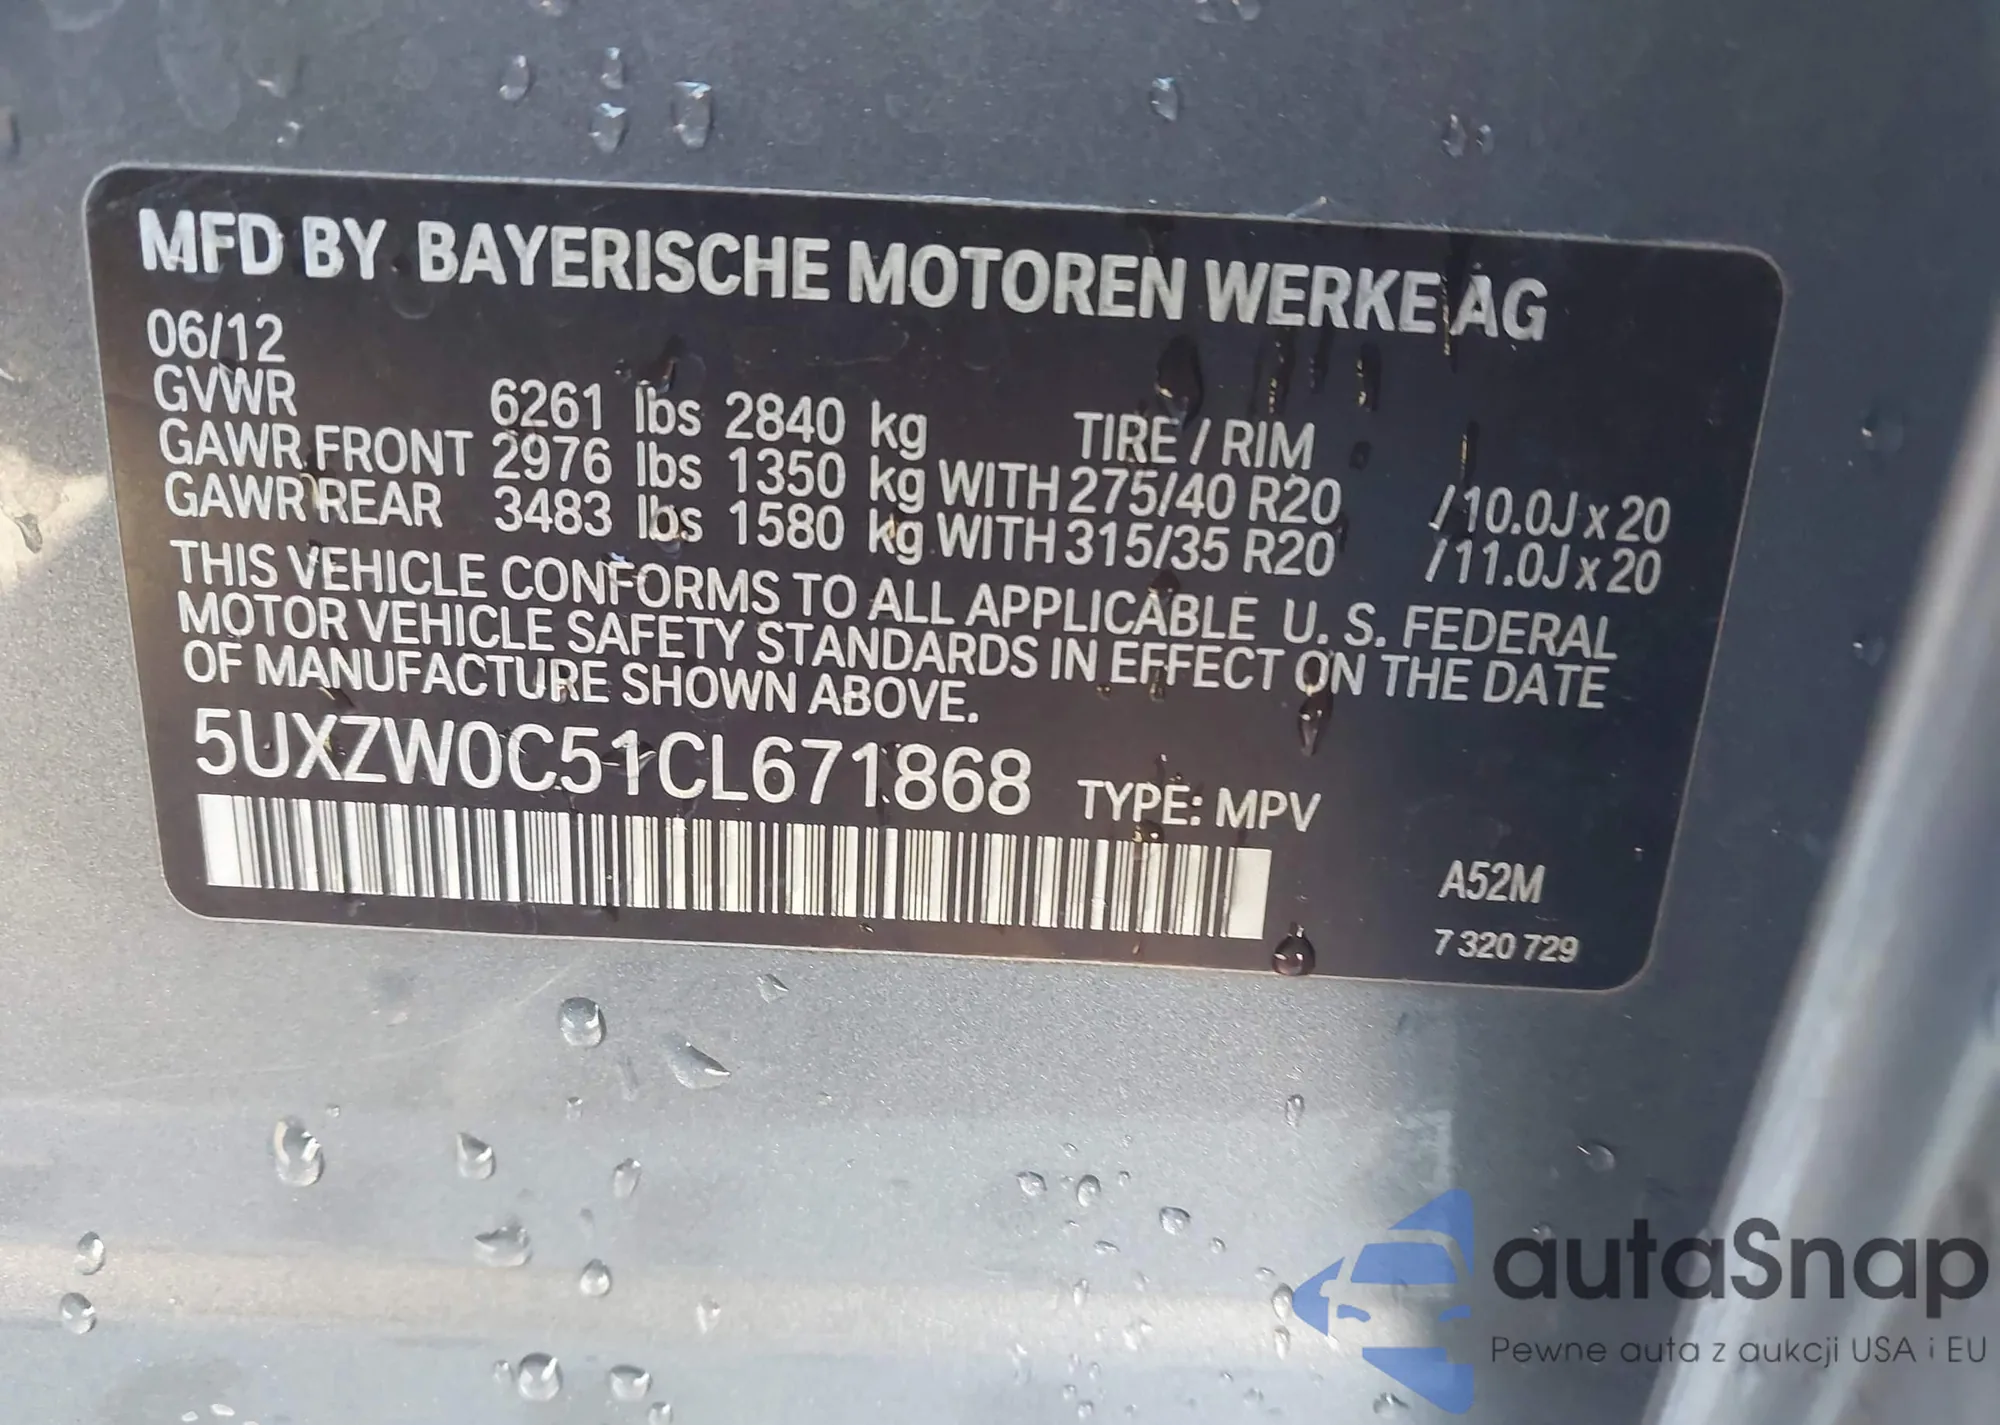 MFD BY BAYERISCHE MOTOREN WERKE AG
06/12
GVWR 6261 lbs 2840 kg TIRE / RIM
GAWR FRONT 2976 lbs 1350 kg WITH 275/40 R20 /10.0J x 20
GAWR REAR 3483 lbs 1580 kg WITH 315/35 R20 /11.0J x 20
THIS VEHICLE CONFORMS TO ALL APPLICABLE U. S. FEDERAL
MOTOR VEHICLE SAFETY STANDARDS IN EFFECT ON THE DATE
OF MANUFACTURE SHOWN ABOVE.
5UXZW0C51CL671868 TYPE: MPV
A52M
7 320 729
autaSnap
Pewne auta z aukcji USA i EU